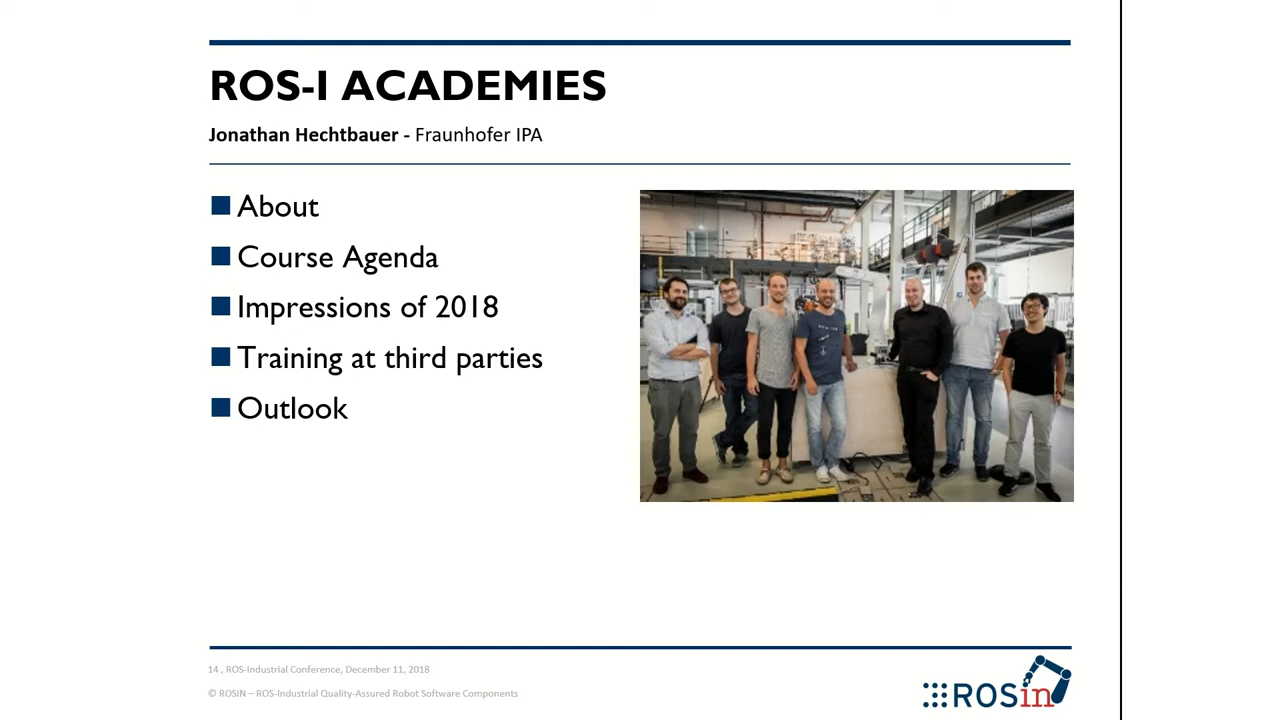 ROS-I ACADEMIES
Jonathan Hechtbauer - Fraunhofer IPA
About
Course Agenda
Impressions of 2018
Training at third parties
Outlook
14 , ROS-Industrial Conference, December 11, 2018
© ROSIN – ROS-Industrial Quality-Assured Robot Software Components
ROSin